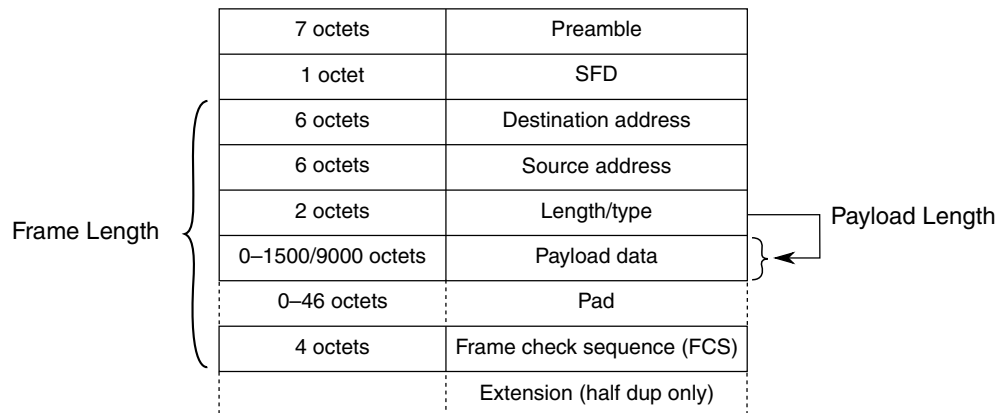 7 octets Preamble
1 octet SFD
6 octets Destination address
6 octets Source address
2 octets Length/type
Payload Length
Frame Length
0–1500/9000 octets Payload data
0–46 octets Pad
4 octets Frame check sequence (FCS)
Extension (half dup only)